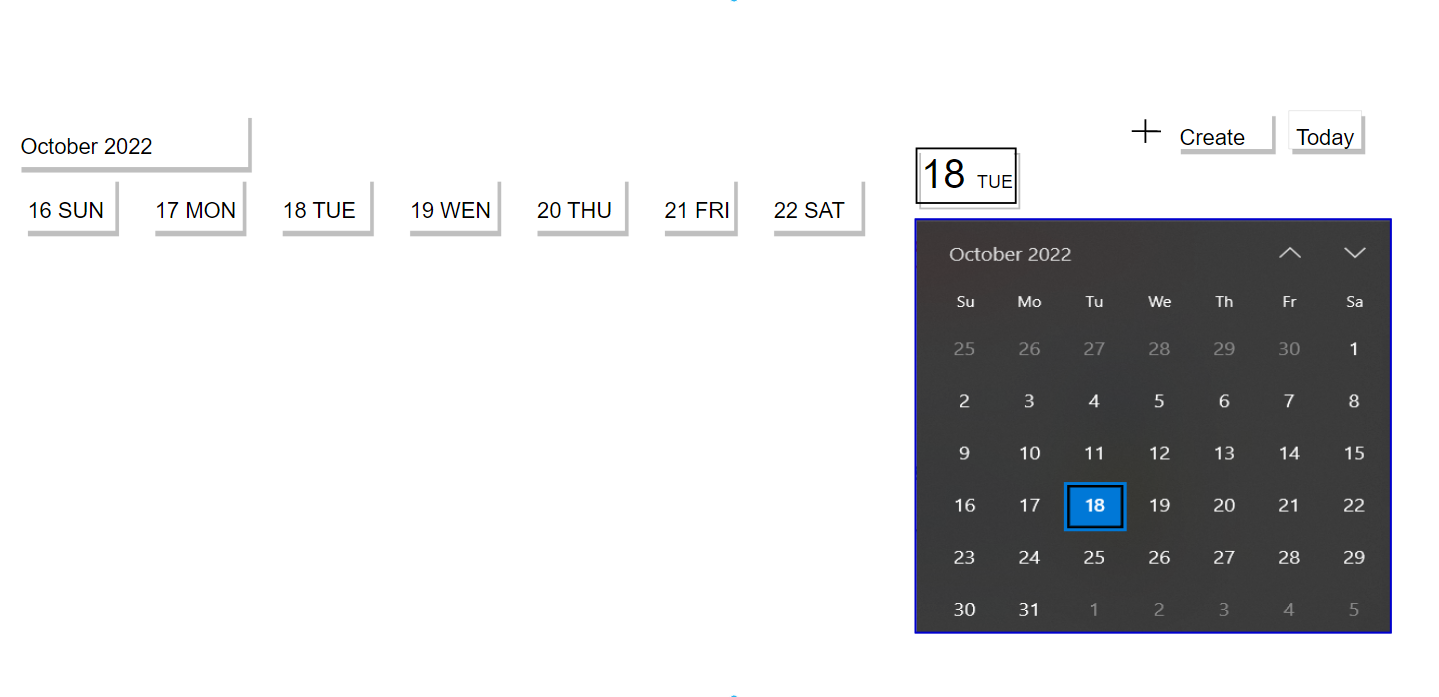 October 2022
16 SUN 17 MON 18 TUE 19 WEN 20 THU 21 FRI 22 SAT
Create Today
18 TUE
October 2022
Su Mo Tu We Th Fr Sa
25 26 27 28 29 30 1
2 3 4 5 6 7 8
9 10 11 12 13 14 15
16 17 18 19 20 21 22
23 24 25 26 27 28 29
30 31 1 2 3 4 5